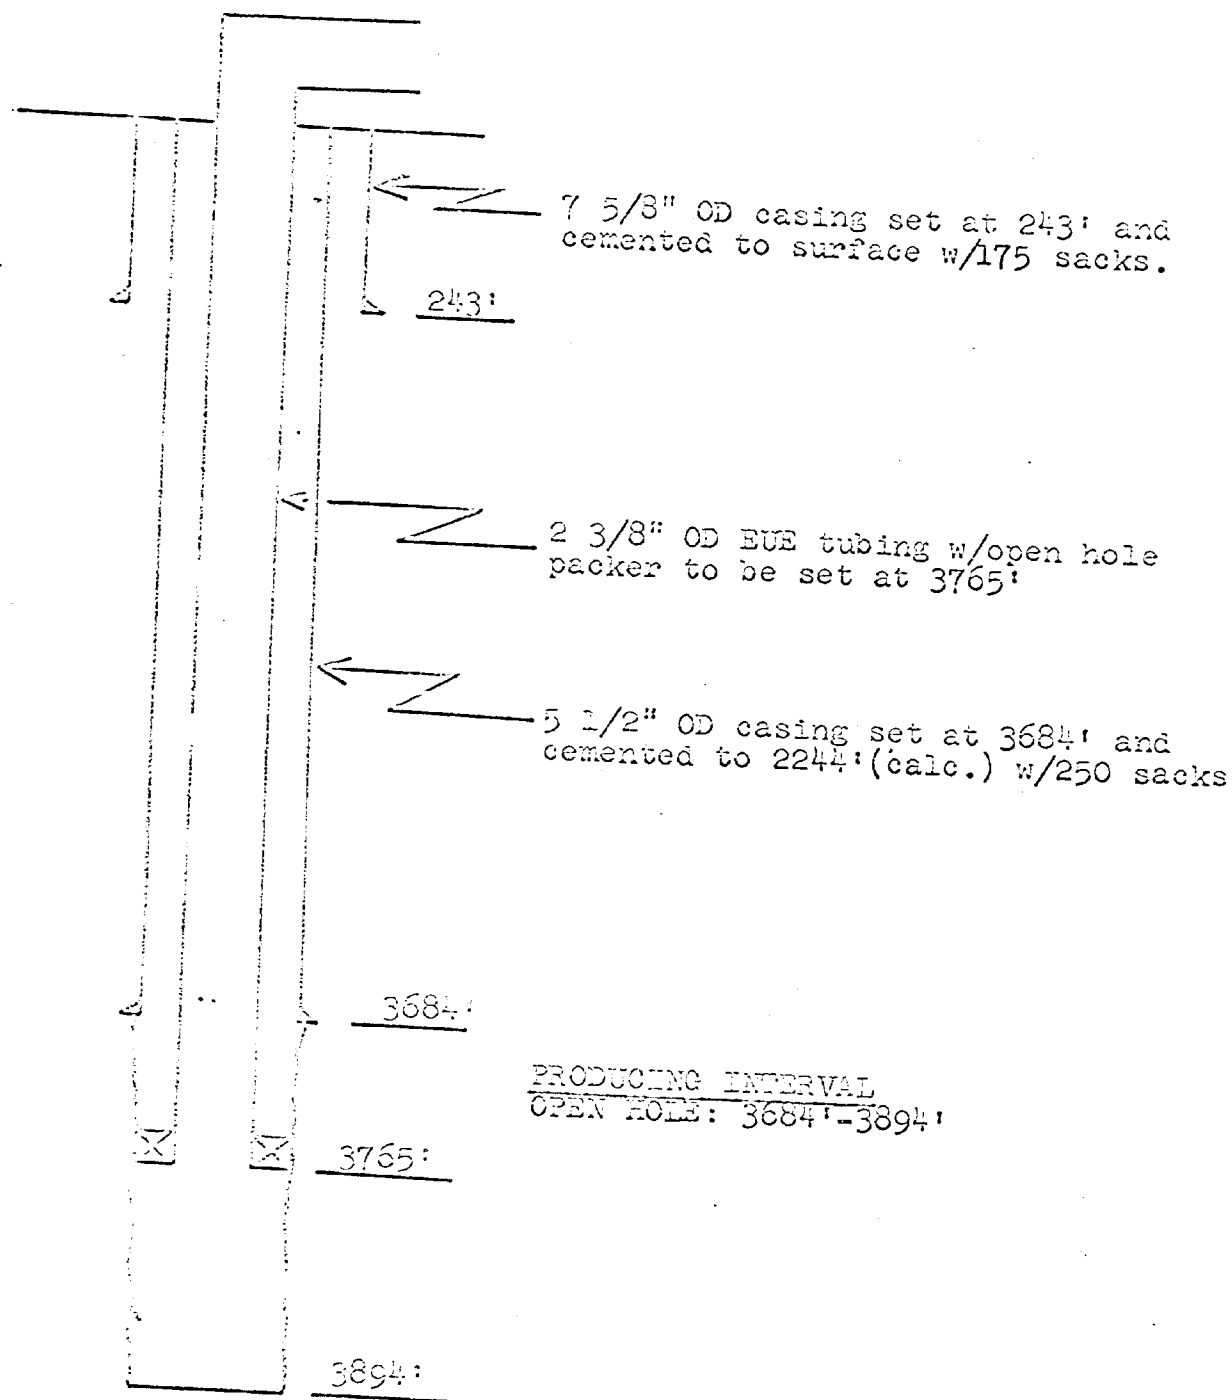 7 5/8" OD casing set at 243' and
cemented to surface w/175 sacks.
243'
2 3/8" OD EUE tubing w/open hole
packer to be set at 3765'
5 1/2" OD casing set at 3684' and
cemented to 2244'(calc.) w/250 sacks
3684'
PRODUCING INTERVAL
OPEN HOLE: 3684'-3894'
3765'
3894'